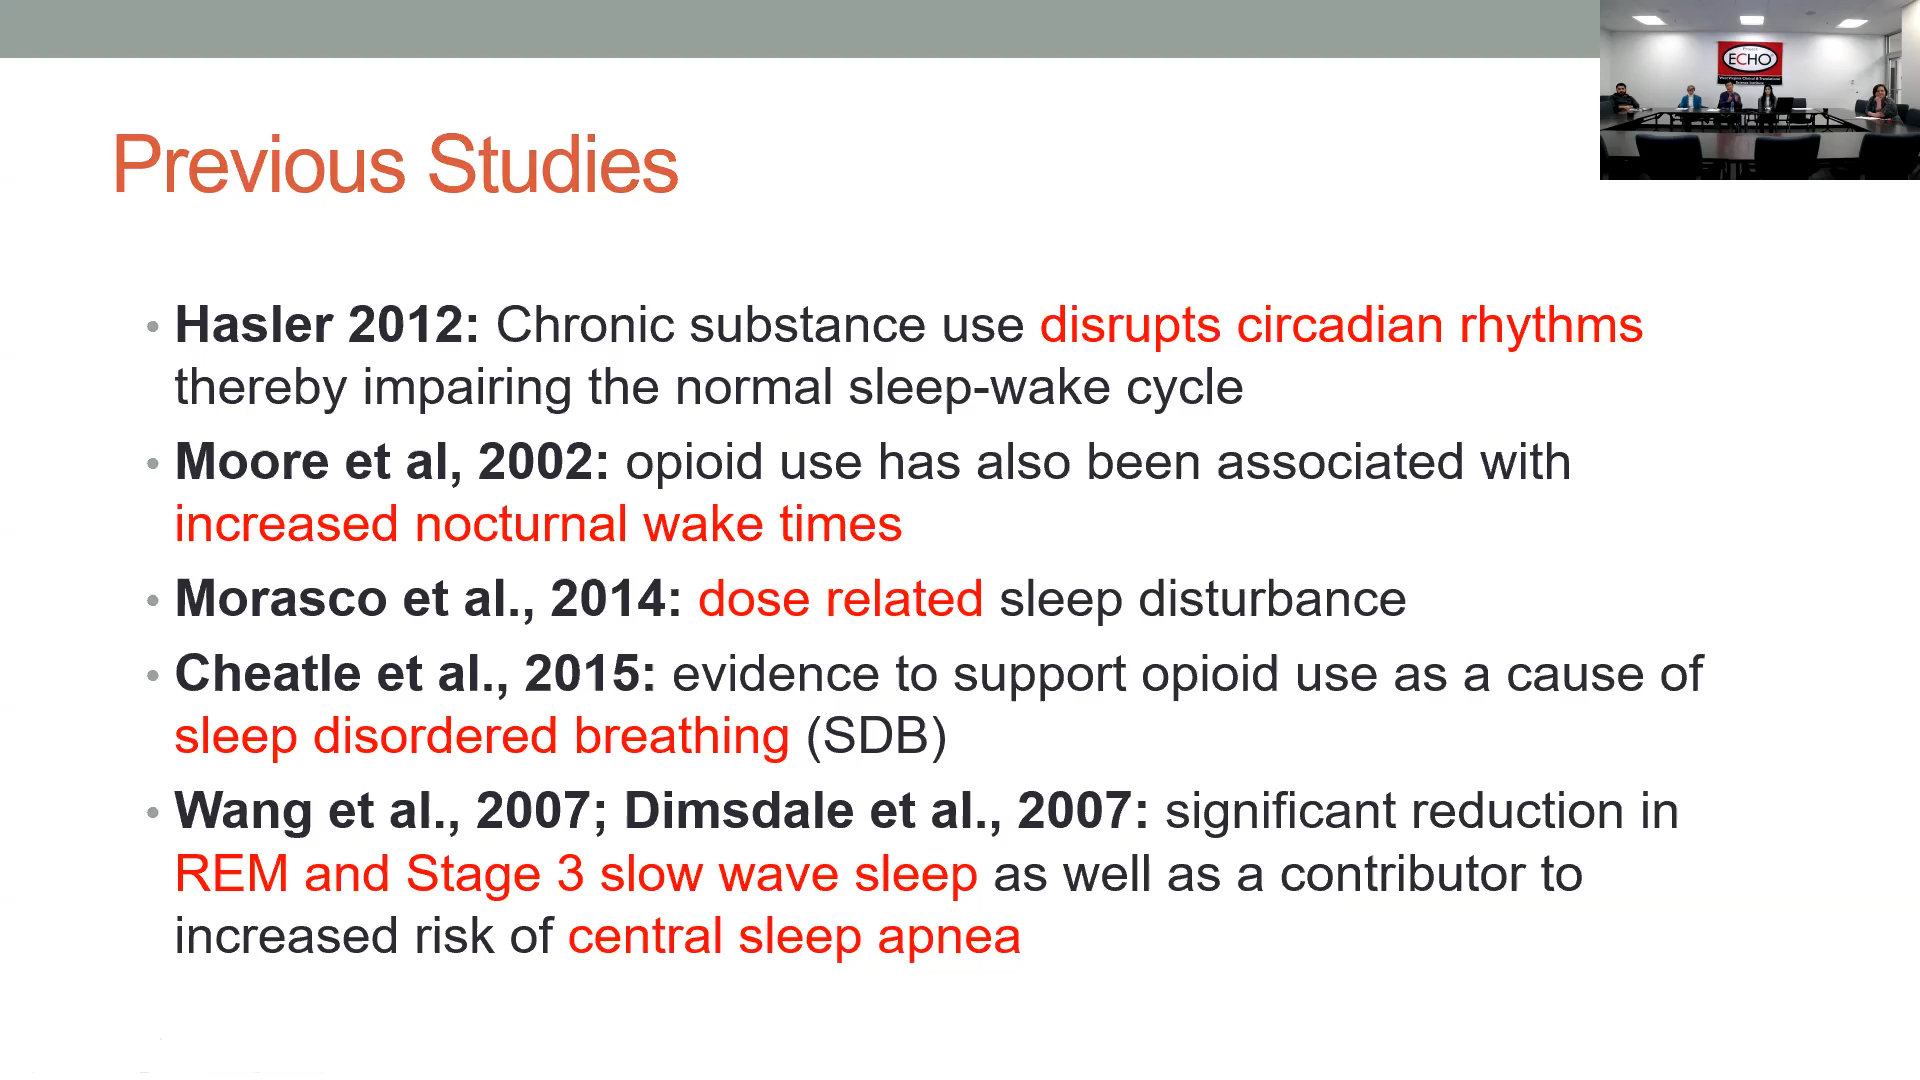 Previous Studies
Project
ECHO
• Hasler 2012: Chronic substance use disrupts circadian rhythms
thereby impairing the normal sleep-wake cycle
• Moore et al, 2002: opioid use has also been associated with
increased nocturnal wake times
• Morasco et al., 2014: dose related sleep disturbance
• Cheatle et al., 2015: evidence to support opioid use as a cause of
sleep disordered breathing (SDB)
• Wang et al., 2007; Dimsdale et al., 2007: significant reduction in
REM and Stage 3 slow wave sleep as well as a contributor to
increased risk of central sleep apnea